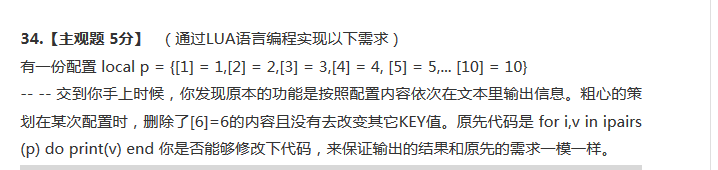 34.【主观题 5分】 （通过LUA语言编程实现以下需求）
有一份配置 local p = {[1] = 1,[2] = 2,[3] = 3,[4] = 4, [5] = 5,... [10] = 10}
-- -- 交到你手上时候，你发现原本的功能是按照配置内容依次在文本里输出信息。粗心的策
划在某次配置时，删除了[6]=6的内容且没有去改变其它KEY值。原先代码是 for i,v in ipairs
(p) do print(v) end 你是否能够修改下代码，来保证输出的结果和原先的需求一模一样。